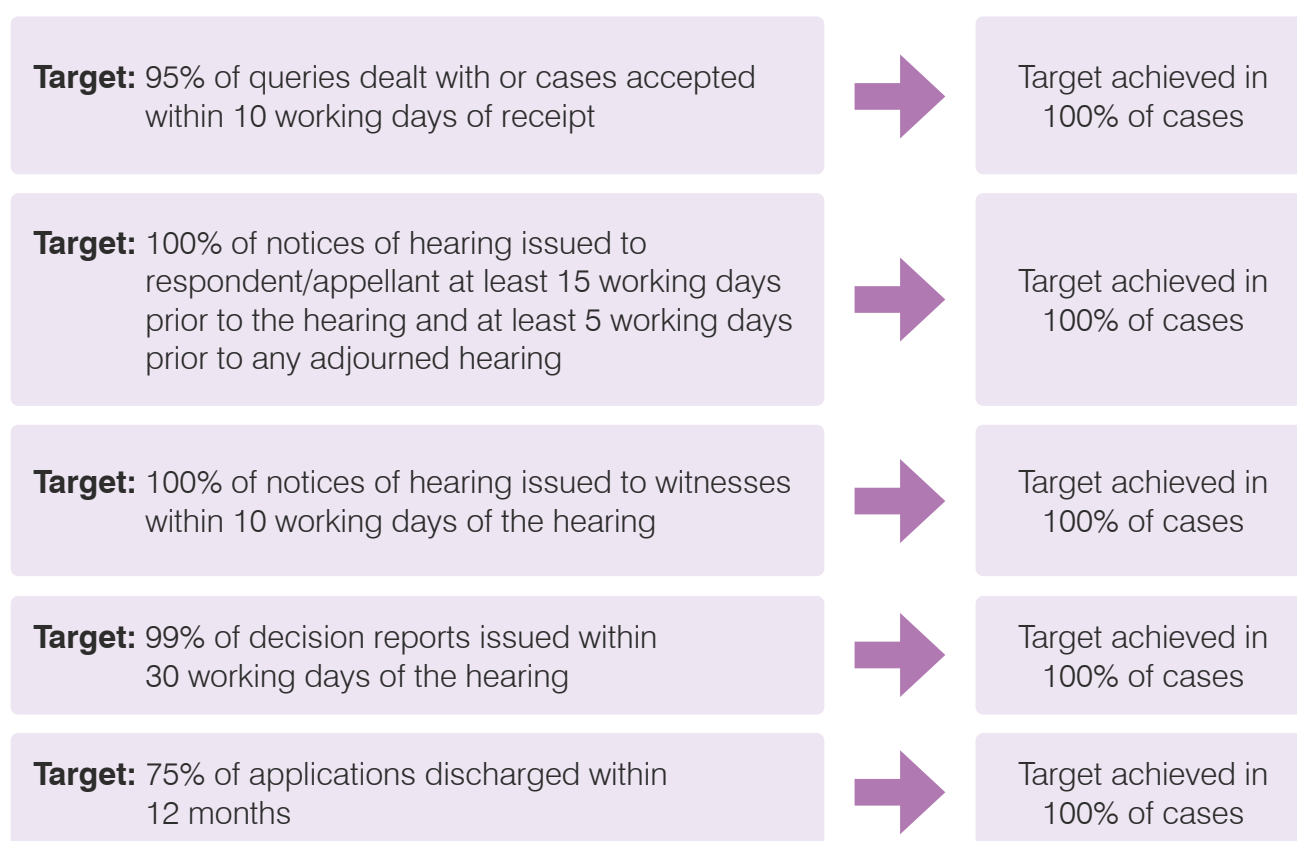 Target: 95% of queries dealt with or cases accepted
within 10 working days of receipt
Target achieved in
100% of cases
Target: 100% of notices of hearing issued to
respondent/appellant at least 15 working days
prior to the hearing and at least 5 working days
prior to any adjourned hearing
Target achieved in
100% of cases
Target: 100% of notices of hearing issued to witnesses
within 10 working days of the hearing
Target achieved in
100% of cases
Target: 99% of decision reports issued within
30 working days of the hearing
Target achieved in
100% of cases
Target: 75% of applications discharged within
12 months
Target achieved in
100% of cases